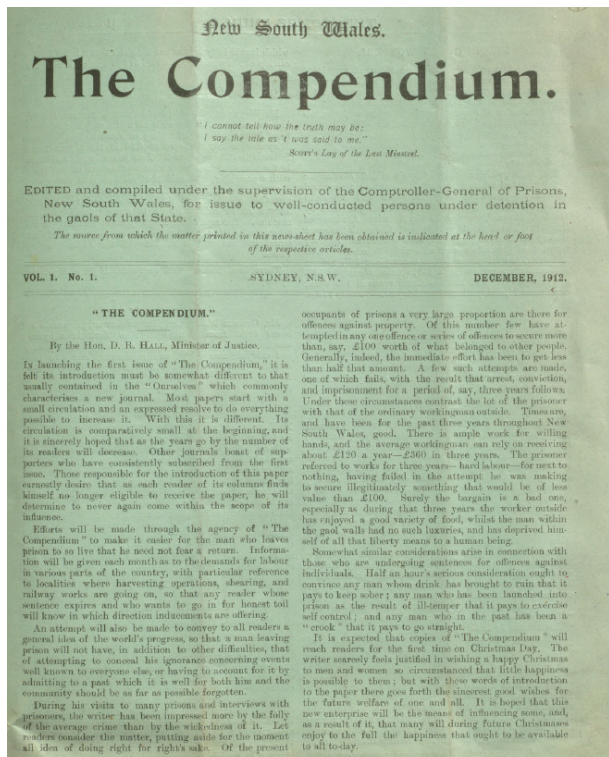 New South Wales.
The Compendium.
"I cannot tell how the truth may be;
I say the tale as 't was said to me."
SCOTT'S Lay of the Last Minstrel.
EDITED and compiled under the supervision of the Comptroller-General of Prisons,
New South Wales, for issue to well-conducted persons under detention in
the gaols of that State.
The source from which the matter printed in this news-sheet has been obtained is indicated at the head or foot
of the respective articles.
VOL. 1. No. 1.
SYDNEY, N.S.W.
DECEMBER, 1912.
"THE COMPENDIUM."
By the Hon. D. R. HALL, Minister of Justice.
IN launching the first issue of "The Compendium," it is
felt its introduction must be somewhat different to that
usually contained in the "Ourselves" which commonly
characterises a new journal. Most papers start with a
small circulation and an expressed resolve to do everything
possible to increase it. With this it is different. Its
circulation is comparatively small at the beginning, and
it is sincerely hoped that as the years go by the number of
its readers will decrease. Other journals boast of sup-
porters who have consistently subscribed from the first
issue. Those responsible for the introduction of this paper
earnestly desire that as each reader of its columns finds
himself no longer eligible to receive the paper, he will
determine to never again come within the scope of its
influence.
Efforts will be made through the agency of "The
Compendium" to make it easier for the man who leaves
prison to so live that he need not fear a return. Informa-
tion will be given each month as to the demands for labour
in various parts of the country, with particular reference
to localities where harvesting operations, shearing, and
railway works are going on, so that any reader whose
sentence expires and who wants to go in for honest toil
will know in which direction inducements are offering.
An attempt will also be made to convey to all readers a
general idea of the world's progress, so that a man leaving
prison will not have, in addition to other difficulties, that
of attempting to conceal his ignorance concerning events
well known to everyone else, or having to account for it by
admitting to a past which it is well for both him and the
community should be as far as possible forgotten.
During his visits to many prisons and interviews with
prisoners, the writer has been impressed more by the folly
of the average crime than by the wickedness of it. Let
readers consider the matter, putting aside for the moment
all idea of doing right for right's sake. Of the present
occupants of prisons a very large proportion are there for
offences against property. Of this number few have at-
tempted in any one offence or series of offences to secure more
than, say, £100 worth of what belonged to other people.
Generally, indeed, the immediate effort has been to get less
than half that amount. A few such attempts are made,
one of which fails, with the result that arrest, conviction,
and imprisonment for a period of, say, three years follows.
Under these circumstances contrast the lot of the prisoner
with that of the ordinary workingman outside. Times are,
and have been for the past three years throughout New
South Wales, good. There is ample work for willing
hands, and the average workingman can rely on receiving
about £120 a year—£360 in three years. The prisoner
referred to works for three years—hard labour—for next to
nothing, having failed in the attempt he was making
to secure illegitimately something that would be of less
value than £100. Surely the bargain is a bad one,
especially as during that three years the worker outside
has enjoyed a good variety of food, whilst the man within
the gaol walls had no such luxuries, and has deprived him-
self of all that liberty means to a human being.
Somewhat similar considerations arise in connection with
those who are undergoing sentences for offences against
individuals. Half an hour's serious consideration ought to
convince any man whom drink has brought to ruin that it
pays to keep sober; any man who has been launched into
prison as the result of ill-temper that it pays to exercise
self control; and any man who in the past has been a
"crook" that it pays to go straight.
It is expected that copies of "The Compendium" will
reach readers for the first time on Christmas Day. The
writer scarcely feels justified in wishing a happy Christmas
to men and women so circumstanced that little happiness
is possible to them; but with these words of introduction
to the paper there goes forth the sincerest good wishes for
the future welfare of one and all. It is hoped that this
new enterprise will be the means of influencing some, and,
as a result of it, that many will during future Christmases
enjoy to the full the happiness that ought to be available
to all to-day.